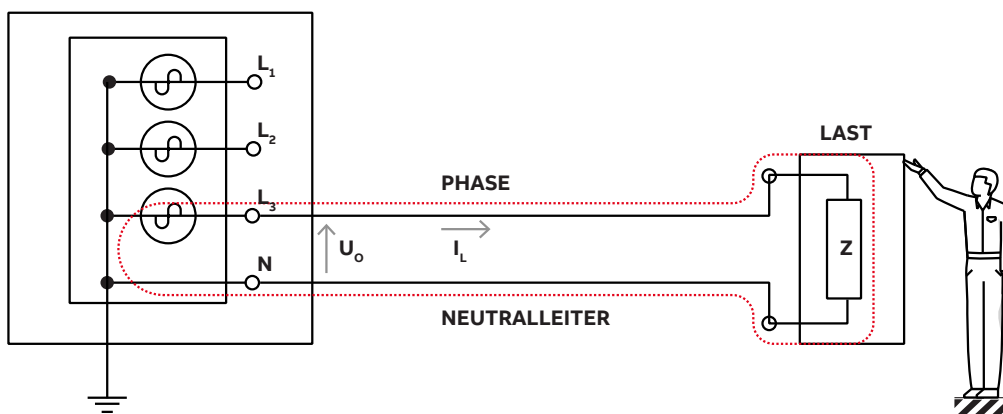 L1
L2
LAST
PHASE
L3
UO
IL
Z
N
NEUTRALLEITER